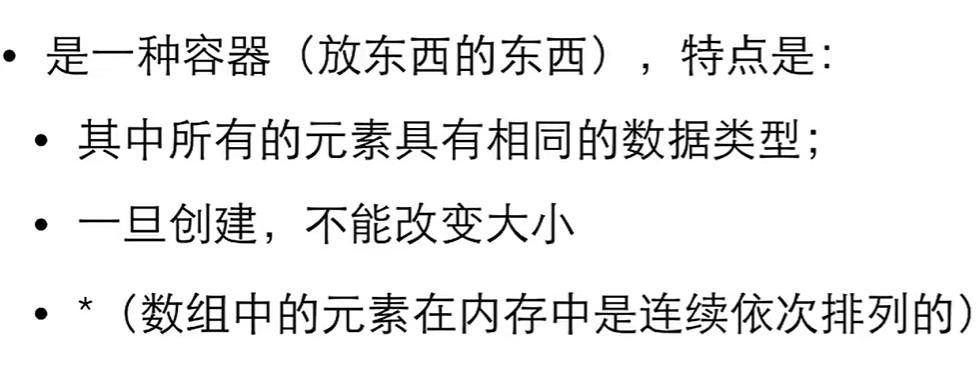 • 是一种容器（放东西的东西），特点是：
• 其中所有的元素具有相同的数据类型；
• 一旦创建，不能改变大小
• *（数组中的元素在内存中是连续依次排列的）